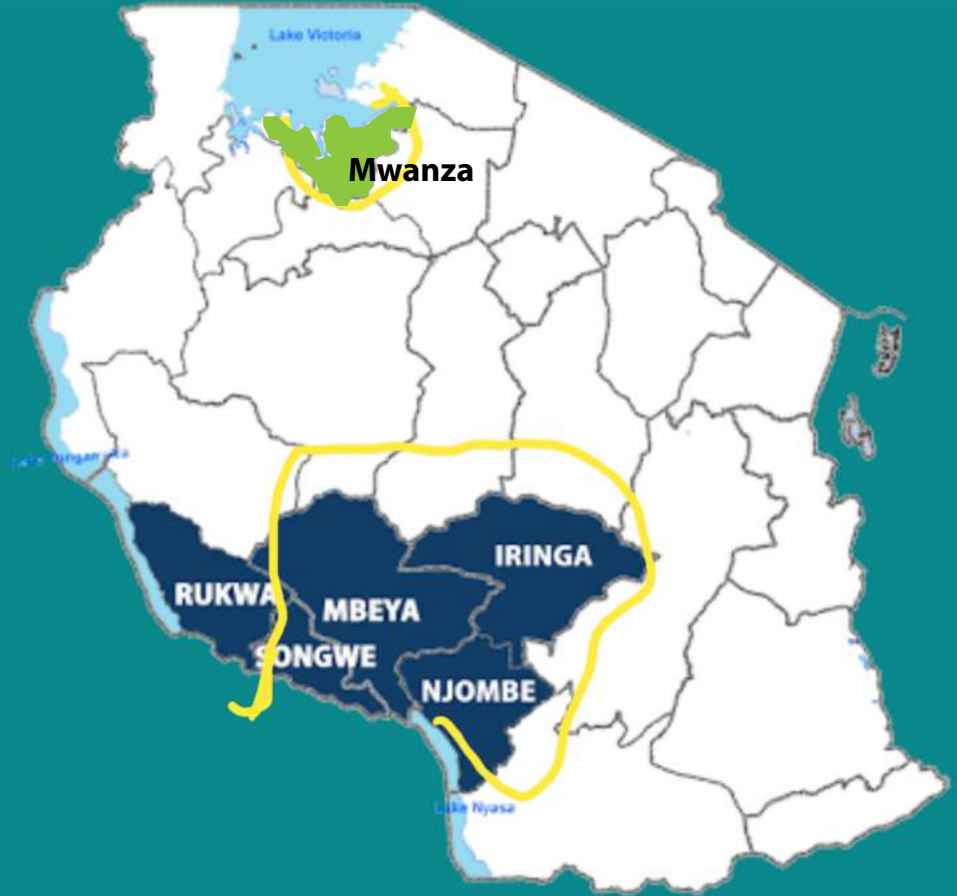 Lake Victoria
Mwanza
IRINGA
RUKWA
MBEYA
SONGWE
NJOMBE
Lake Nyasa